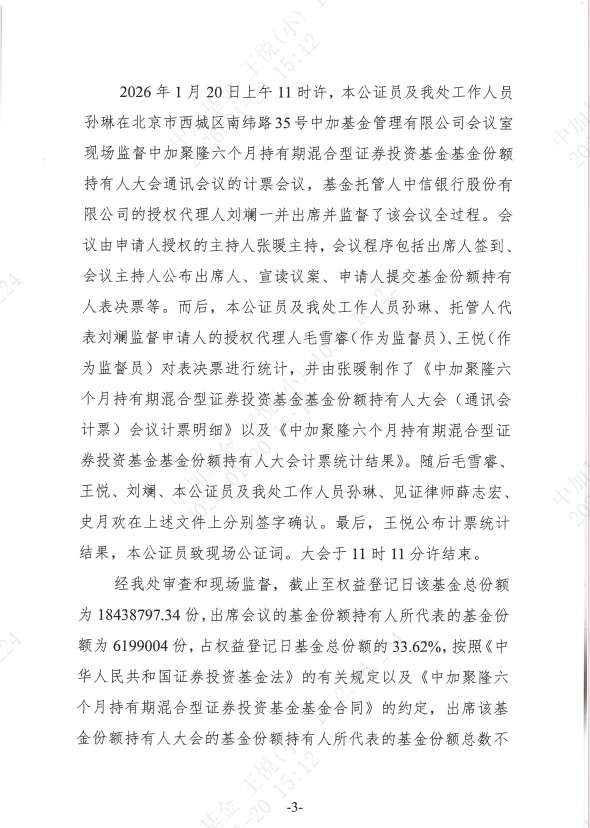 2026 年 1 月 20 日上午 11 时许，本公证员及我处工作人员
孙琳在北京市西城区南纬路 35 号中加基金管理有限公司会议室
现场监督中加聚隆六个月持有期混合型证券投资基金基金份额
持有人大会通讯会议的计票会议，基金托管人中信银行股份有
限公司的授权代理人刘斓一并出席并监督了该会议全过程。会
议由申请人授权的主持人张暖主持，会议程序包括出席人签到、
会议主持人公布出席人、宣读议案、申请人提交基金份额持有
人表决票等。而后，本公证员及我处工作人员孙琳、托管人代
表刘斓监督申请人的授权代理人毛雪睿（作为监督员）、王悦（作
为监督员）对表决票进行统计，并由张暖制作了《中加聚隆六
个月持有期混合型证券投资基金基金份额持有人大会（通讯会
计票）会议计票明细》以及《中加聚隆六个月持有期混合型证
券投资基金基金份额持有人大会计票统计结果》。随后毛雪睿、
王悦、刘斓、本公证员及我处工作人员孙琳、见证律师薛志宏、
史月欢在上述文件上分别签字确认。最后，王悦公布计票统计
结果，本公证员致现场公证词。大会于 11 时 11 分许结束。
经我处审查和现场监督，截止至权益登记日该基金总份额
为 18438797.34 份，出席会议的基金份额持有人所代表的基金份
额为 6199004 份，占权益登记日基金总份额的 33.62%，按照《中
华人民共和国证券投资基金法》的有关规定以及《中加聚隆六
个月持有期混合型证券投资基金基金合同》的约定，出席该基
金份额持有人大会的基金份额持有人所代表的基金份额总数不
-3-